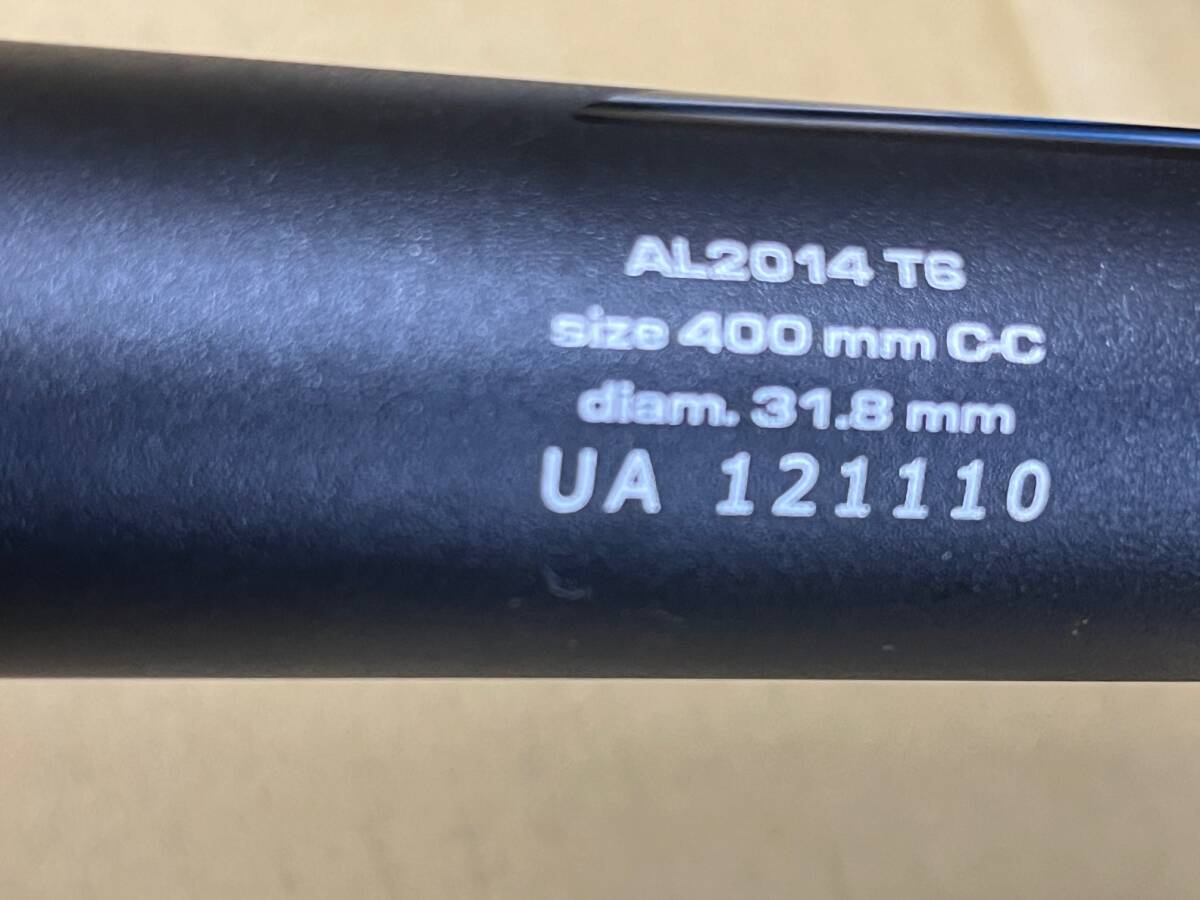 AL2014 T6
size 400 mm C-C
diam. 31.8 mm
UA 121110